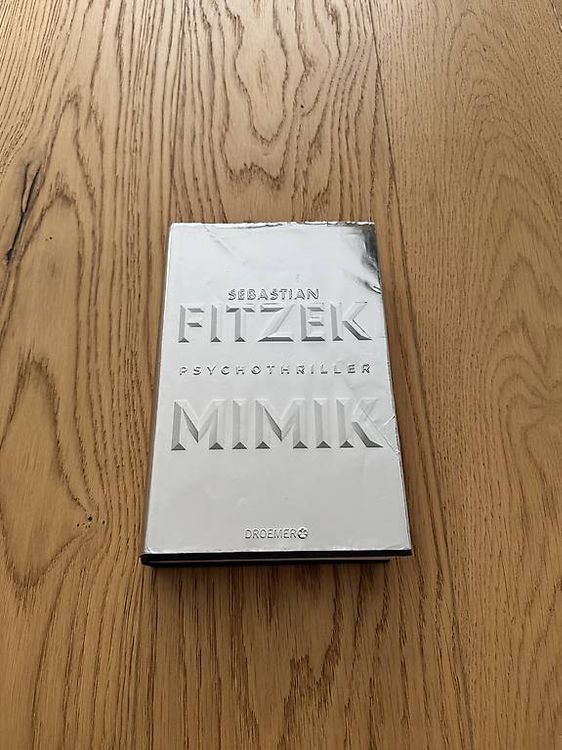 SEBASTIAN
FITZEK
PSYCHOTHRILLER
MIMIK
DROEMER